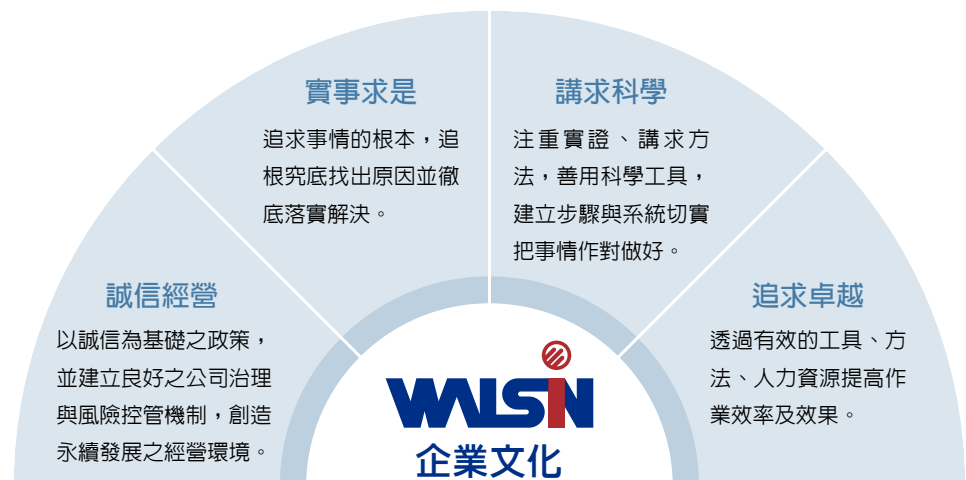 實事求是
追求事情的根本，追
根究底找出原因並徹
底落實解決。
講求科學
注重實證、講求方
法，善用科學工具，
建立步驟與系統切實
把事情作對做好。
誠信經營
以誠信為基礎之政策，
並建立良好之公司治理
與風險控管機制，創造
永續發展之經營環境。
追求卓越
透過有效的工具、方
法、人力資源提高作
業效率及效果。
WALSIN
企業文化